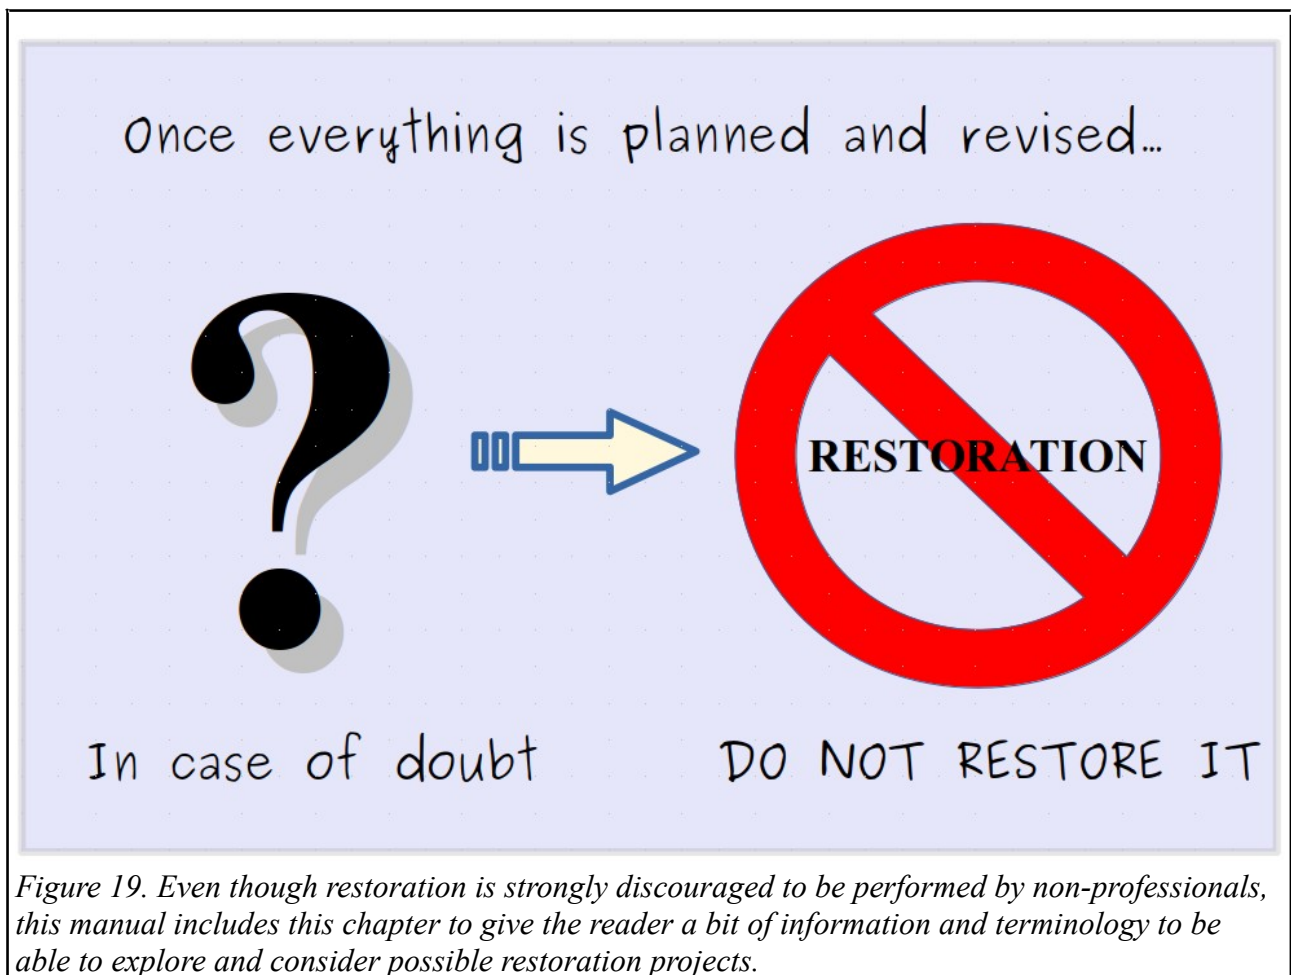 Once everything is planned and revised...
?
RESTORATION
In case of doubt
DO NOT RESTORE IT
Figure 19. Even though restoration is strongly discouraged to be performed by non-professionals,
this manual includes this chapter to give the reader a bit of information and terminology to be
able to explore and consider possible restoration projects.